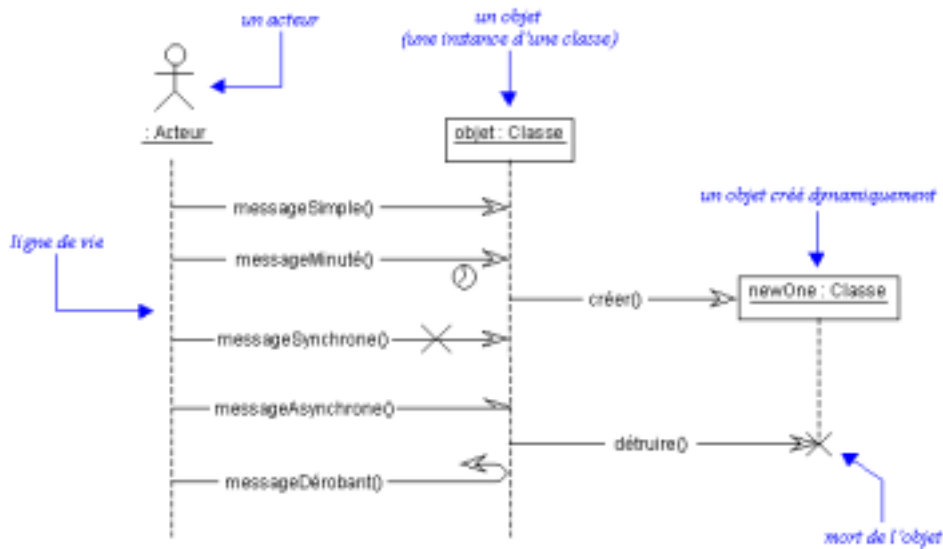 un acteur
un objet
(une instance d'une classe)
: Acteur
objet : Classe
messageSimple()
un objet créé dynamiquement
ligne de vie
messageMinuté()
créer()
newOne : Classe
messageSynchrone()
messageAsynchrone()
détruire()
messageDérobant()
mort de l'objet